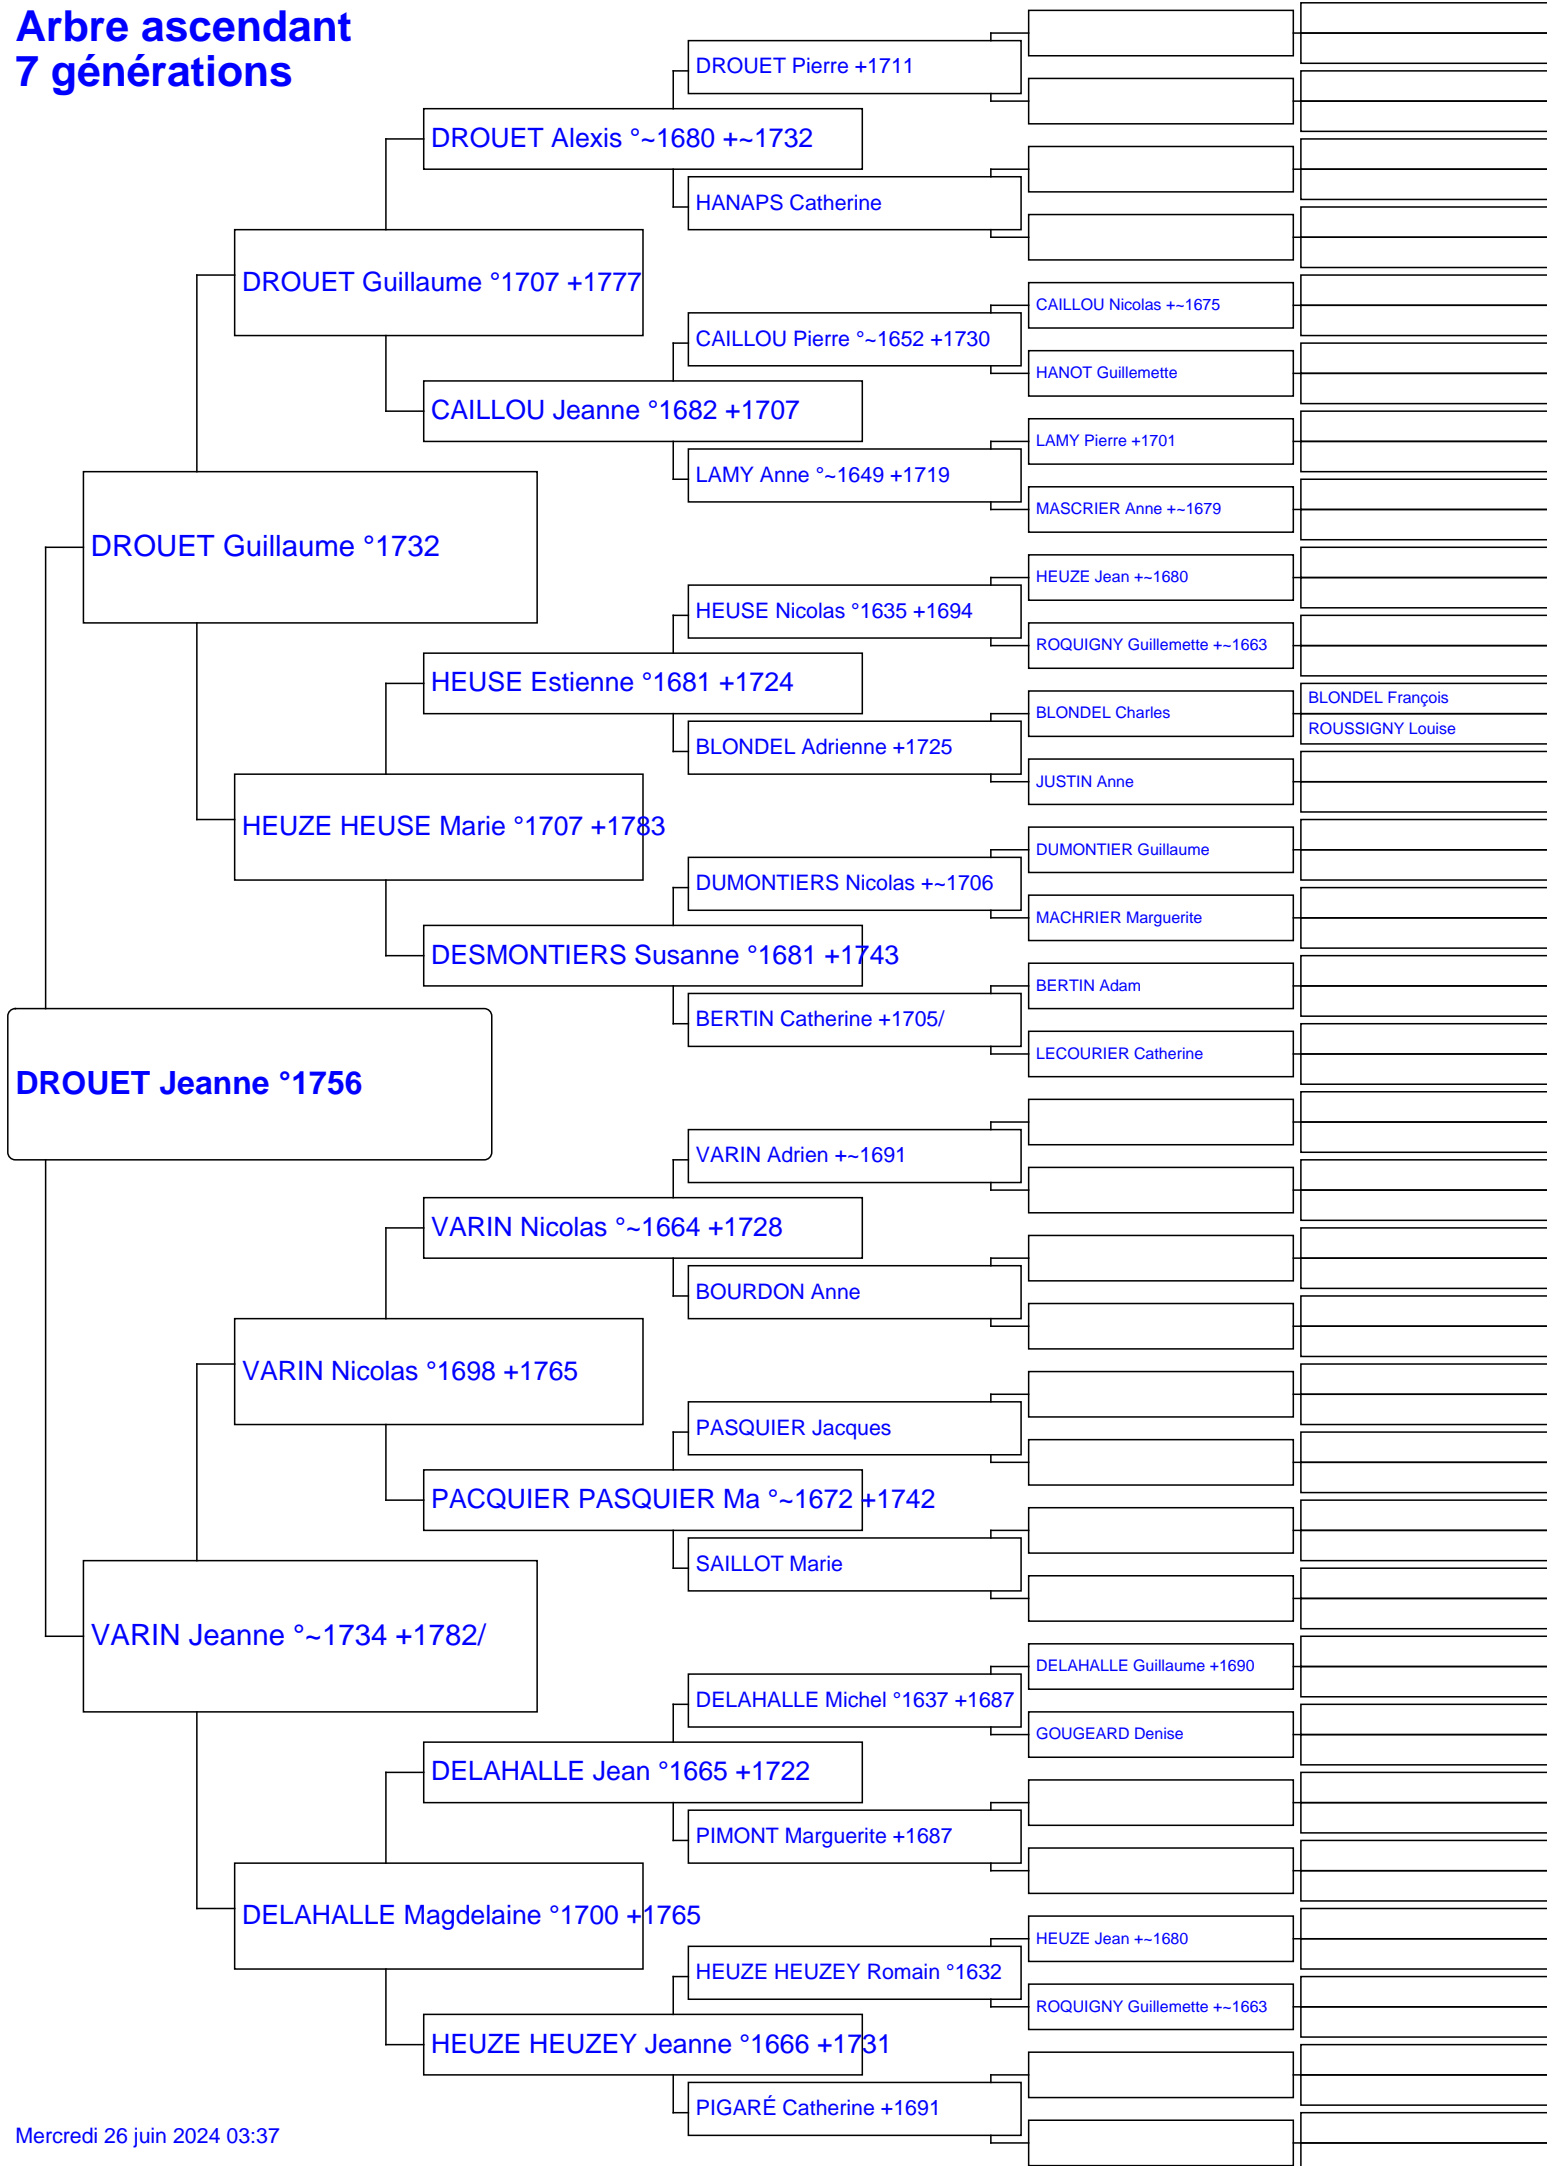 Arbre ascendant
7 générations
DROUET Pierre +1711
DROUET Alexis °~1680 +~1732
HANAPS Catherine
DROUET Guillaume °1707 +1777
CAILLOU Nicolas +~1675
CAILLOU Pierre °~1652 +1730
HANOT Guillemette
CAILLOU Jeanne °1682 +1707
LAMY Pierre +1701
LAMY Anne °~1649 +1719
MASCRIER Anne +~1679
DROUET Guillaume °1732
HEUZE Jean +~1680
HEUSE Nicolas °1635 +1694
ROQUIGNY Guillemette +~1663
HEUSE Estienne °1681 +1724
BLONDEL François
BLONDEL Charles
ROUSSIGNY Louise
BLONDEL Adrienne +1725
JUSTIN Anne
HEUZE HEUSE Marie °1707 +1783
DUMONTIER Guillaume
DUMONTIERS Nicolas +~1706
MACHRIER Marguerite
DESMONTIERS Susanne °1681 +1743
BERTIN Adam
BERTIN Catherine +1705/
LECOURIER Catherine
DROUET Jeanne °1756
VARIN Adrien +~1691
VARIN Nicolas °~1664 +1728
BOURDON Anne
VARIN Nicolas °1698 +1765
PASQUIER Jacques
PACQUIER PASQUIER Ma °~1672 +1742
SAILLOT Marie
VARIN Jeanne °~1734 +1782/
DELAHALLE Guillaume +1690
DELAHALLE Michel °1637 +1687
GOUGEARD Denise
DELAHALLE Jean °1665 +1722
PIMONT Marguerite +1687
DELAHALLE Magdelaine °1700 +1765
HEUZE Jean +~1680
HEUZE HEUZEY Romain °1632
ROQUIGNY Guillemette +~1663
HEUZE HEUZEY Jeanne °1666 +1731
PIGARÉ Catherine +1691
Mercredi 26 juin 2024 03:37